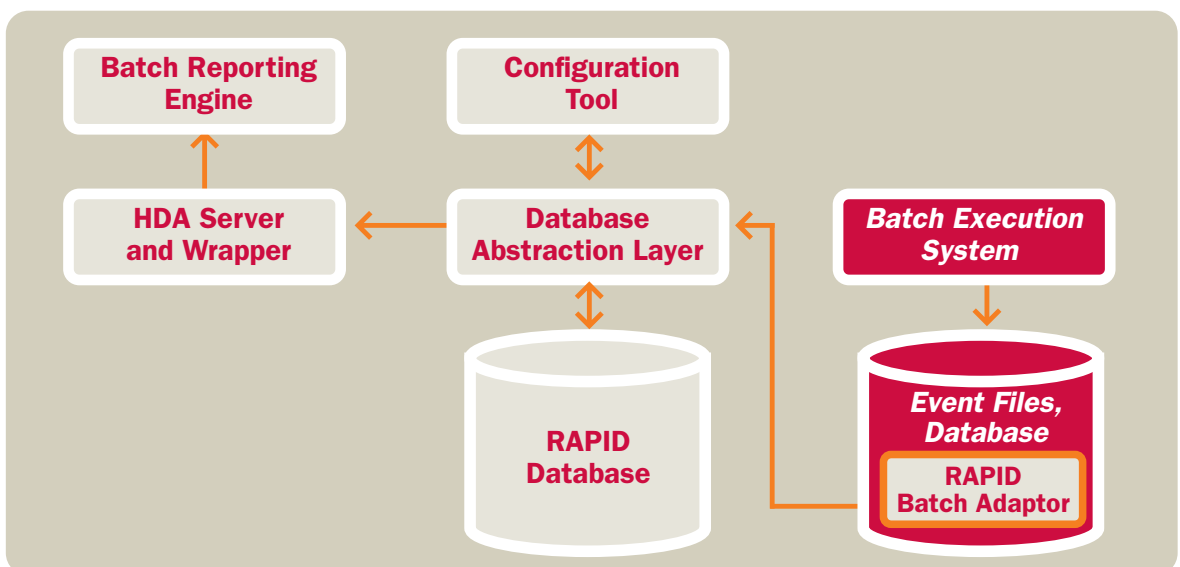 Batch Reporting
Engine
Configuration
Tool
HDA Server
and Wrapper
Database
Abstraction Layer
Batch Execution
System
RAPID
Database
Event Files,
Database
RAPID
Batch Adaptor